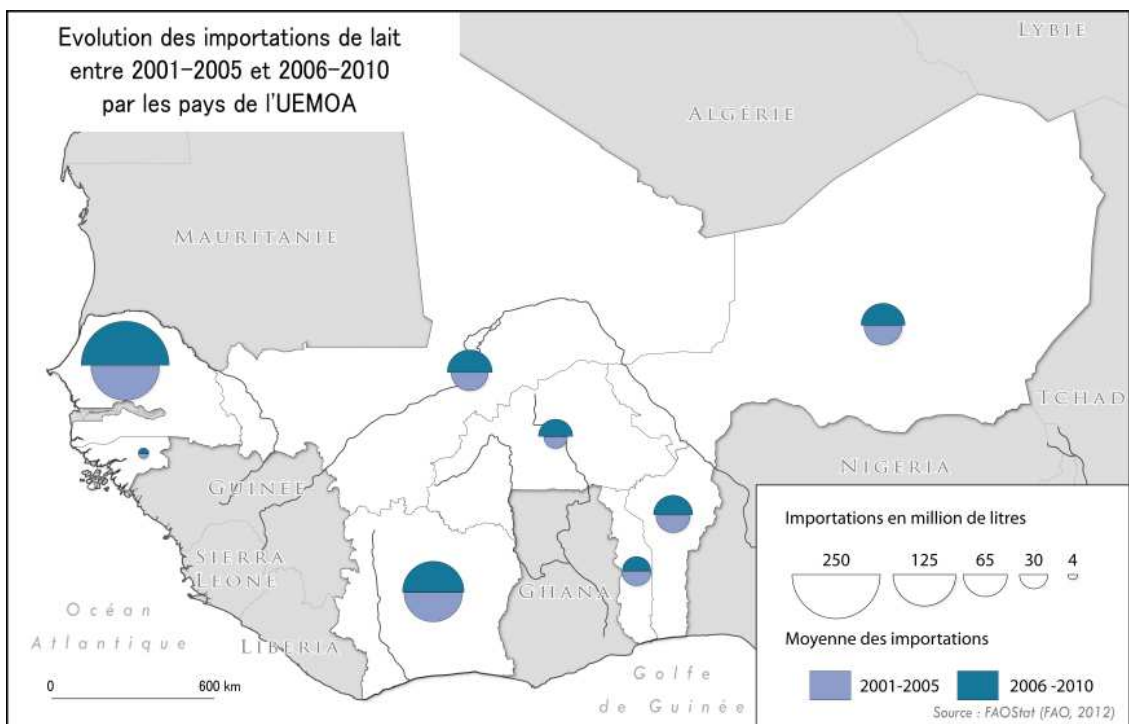 Evolution des importations de lait
entre 2001-2005 et 2006-2010
par les pays de l'UEMOA
LYBIE
ALGÉRIE
MAURITANIE
TCHAD
NIGERIA
GUINÉE
SIERRA
LEONE
GHANA
LIBERIA
Océan
Atlantique
Golfe
de Guinée
0 600 km
Importations en million de litres
250 125 65 30 4
Moyenne des importations
2001-2005 2006 -2010
Source : FAOStat (FAO, 2012)